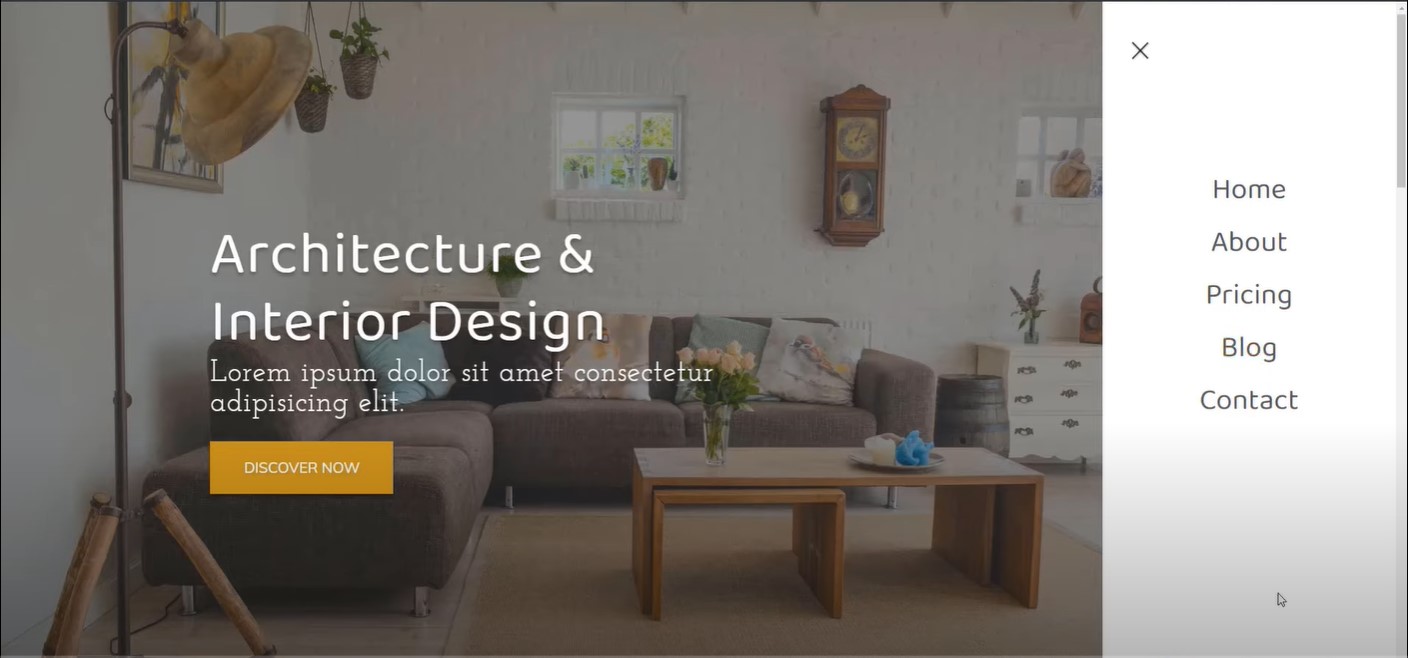 Architecture &
Interior Design
Lorem ipsum dolor sit amet consectetur
adipisicing elit.
DISCOVER NOW
Home
About
Pricing
Blog
Contact